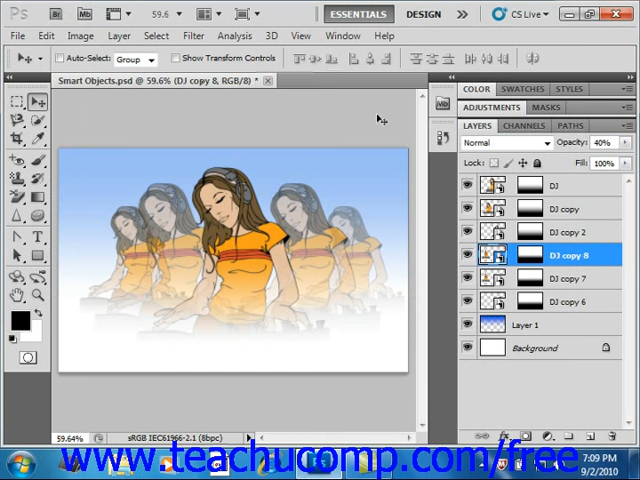 Ps Br Mb 59.6 ESSENTIALS DESIGN CS Live
File Edit Image Layer Select Filter Analysis 3D View Window Help
Auto-Select: Group Show Transform Controls
Smart Objects.psd @ 59.6% (DJ copy 8, RGB/8) *
COLOR SWATCHES STYLES
Mb
ADJUSTMENTS MASKS
LAYERS CHANNELS PATHS
Normal Opacity: 40%
Lock: Fill: 100%
DJ
DJ copy
DJ copy 2
DJ copy 8
DJ copy 7
DJ copy 6
Layer 1
Background
59.64% sRGB IEC61966-2.1 (8bpc)
www.teachucomp.com/free
7:09 PM
9/2/2010